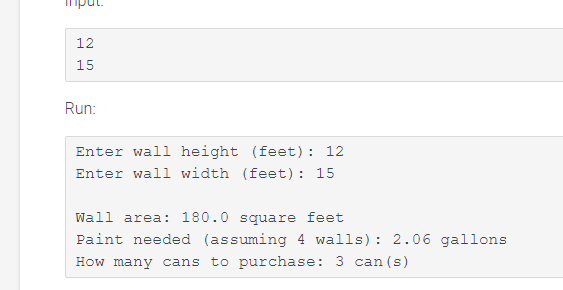 Input:
12
15
Run:
Enter wall height (feet): 12
Enter wall width (feet): 15
Wall area: 180.0 square feet
Paint needed (assuming 4 walls): 2.06 gallons
How many cans to purchase: 3 can(s)